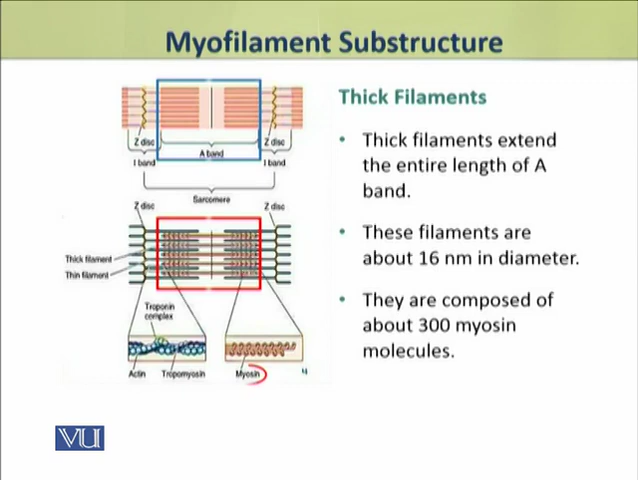 Myofilament Substructure
Z disc
Z disc
A band
I band
I band
Sarcomere
Z disc
Z disc
Thick filament
Thin filament
Troponin
complex
Actin
Tropomyosin
Myosin
4
Thick Filaments
• Thick filaments extend
the entire length of A
band.
• These filaments are
about 16 nm in diameter.
• They are composed of
about 300 myosin
molecules.
VU